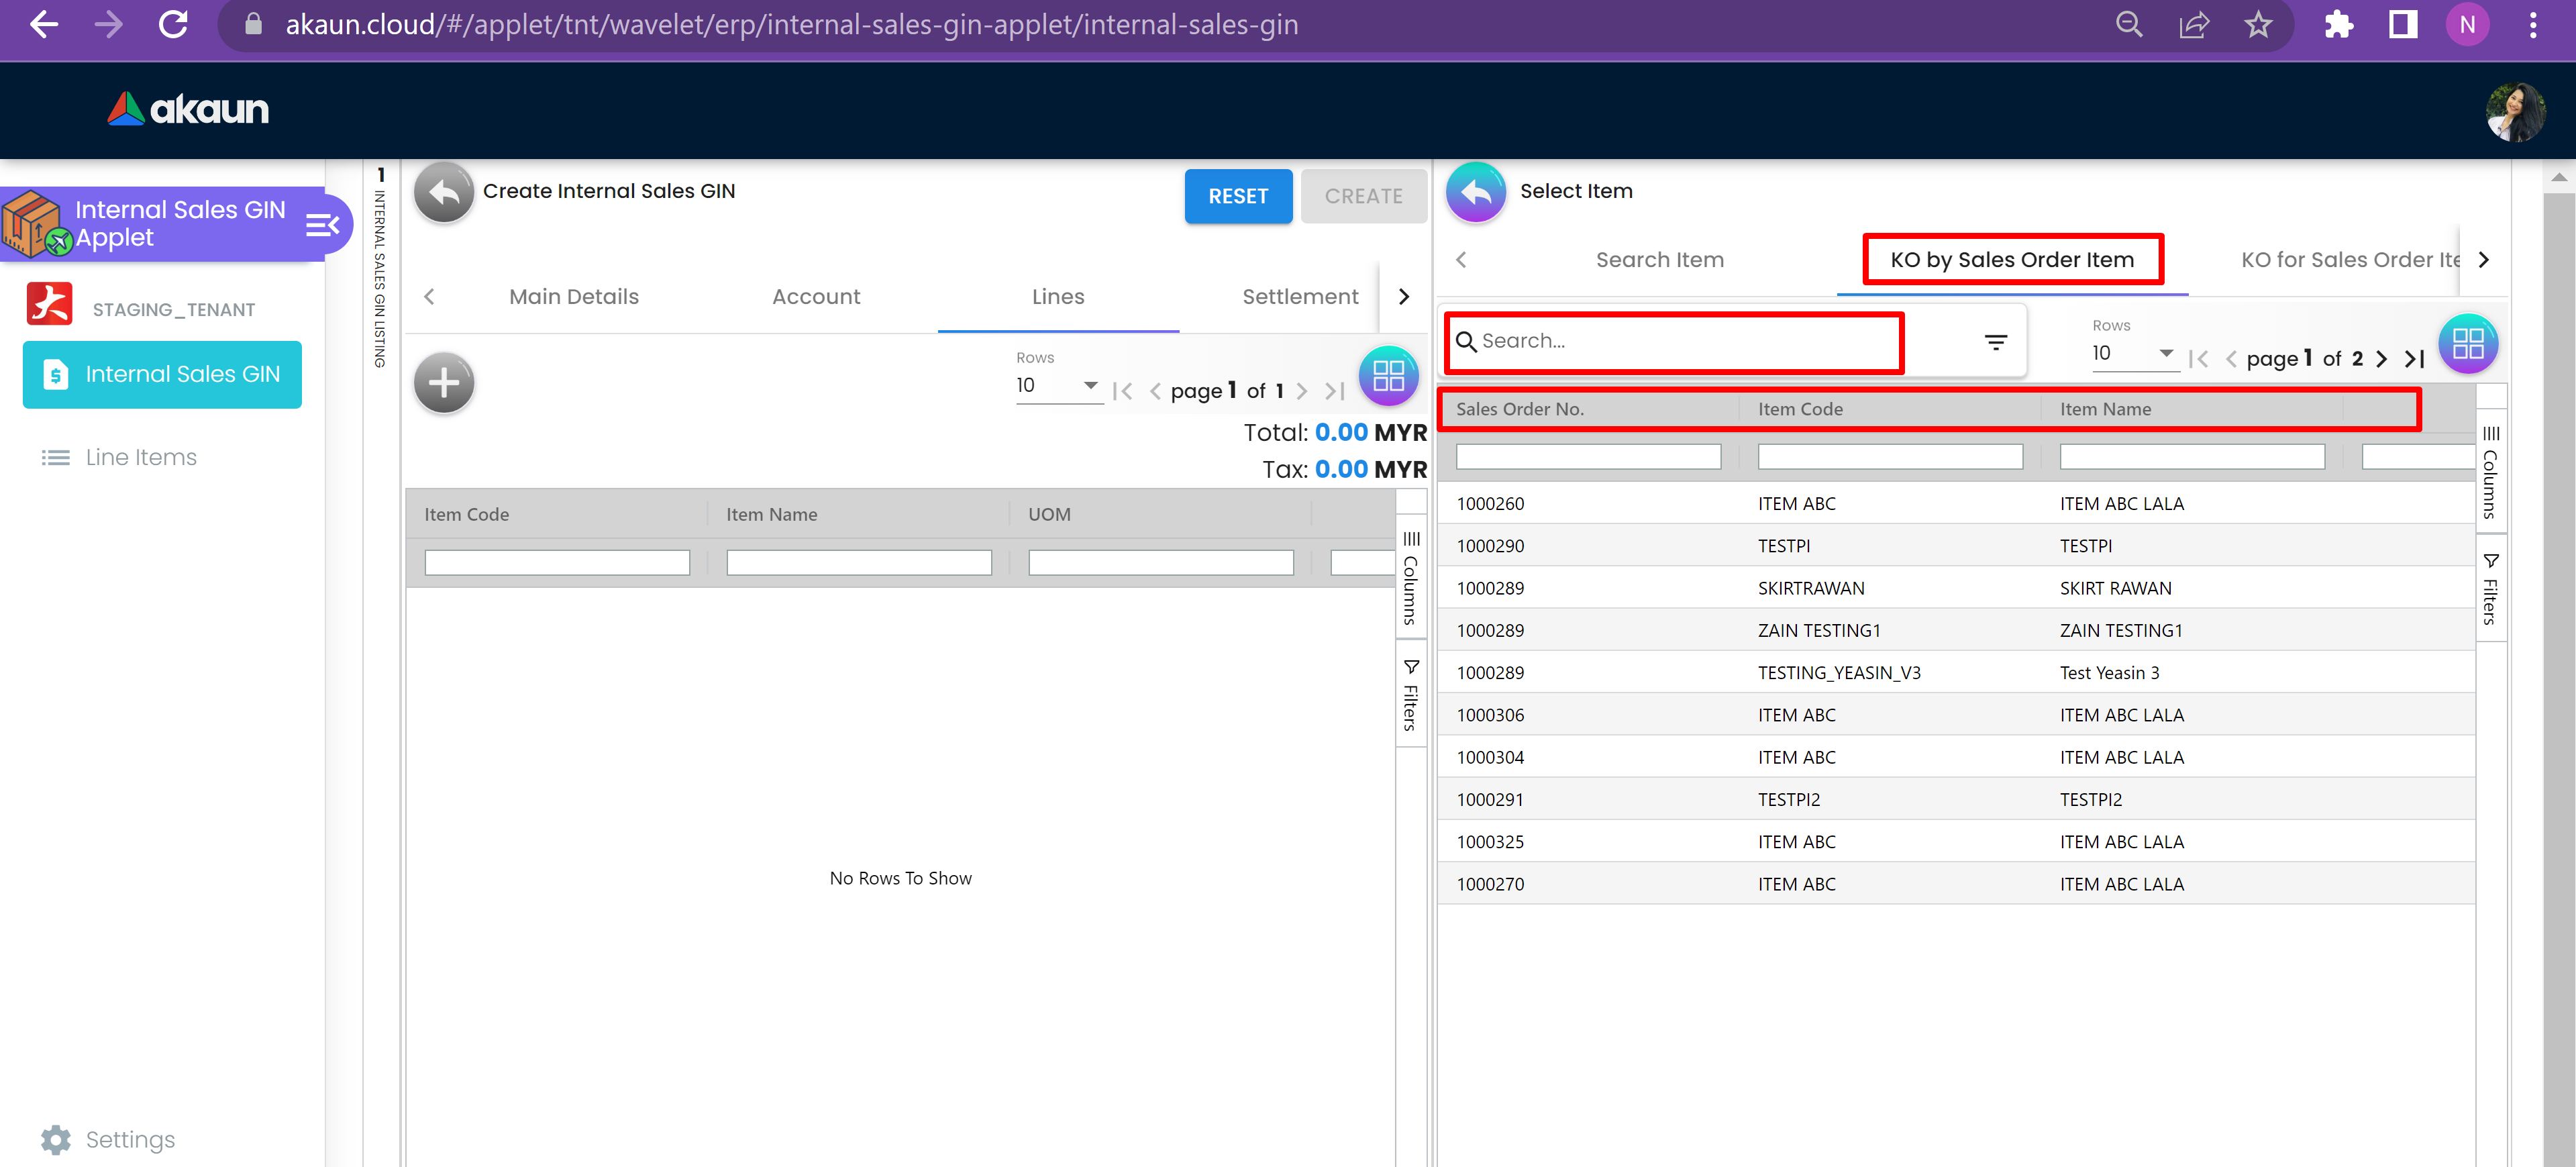 akaun.cloud/#/applet/tnt/wavelet/erp/internal-sales-gin-applet/internal-sales-gin
N
akaun
Internal Sales GIN
Applet
STAGING_TENANT
Internal Sales GIN
Line Items
Settings
1
INTERNAL SALES GIN LISTING
Create Internal Sales GIN
RESET
CREATE
Main Details
Account
Lines
Settlement
Rows
10
page 1 of 1
Total: 0.00 MYR
Tax: 0.00 MYR
Item Code Item Name UOM
Columns
Filters
No Rows To Show
Select Item
Search Item
KO by Sales Order Item
KO for Sales Order Ite
Search...
Rows
10
page 1 of 2
Sales Order No. Item Code Item Name
Columns
Filters
1000260 ITEM ABC ITEM ABC LALA
1000290 TESTPI TESTPI
1000289 SKIRTRAWAN SKIRT RAWAN
1000289 ZAIN TESTING1 ZAIN TESTING1
1000289 TESTING_YEASIN_V3 Test Yeasin 3
1000306 ITEM ABC ITEM ABC LALA
1000304 ITEM ABC ITEM ABC LALA
1000291 TESTPI2 TESTPI2
1000325 ITEM ABC ITEM ABC LALA
1000270 ITEM ABC ITEM ABC LALA